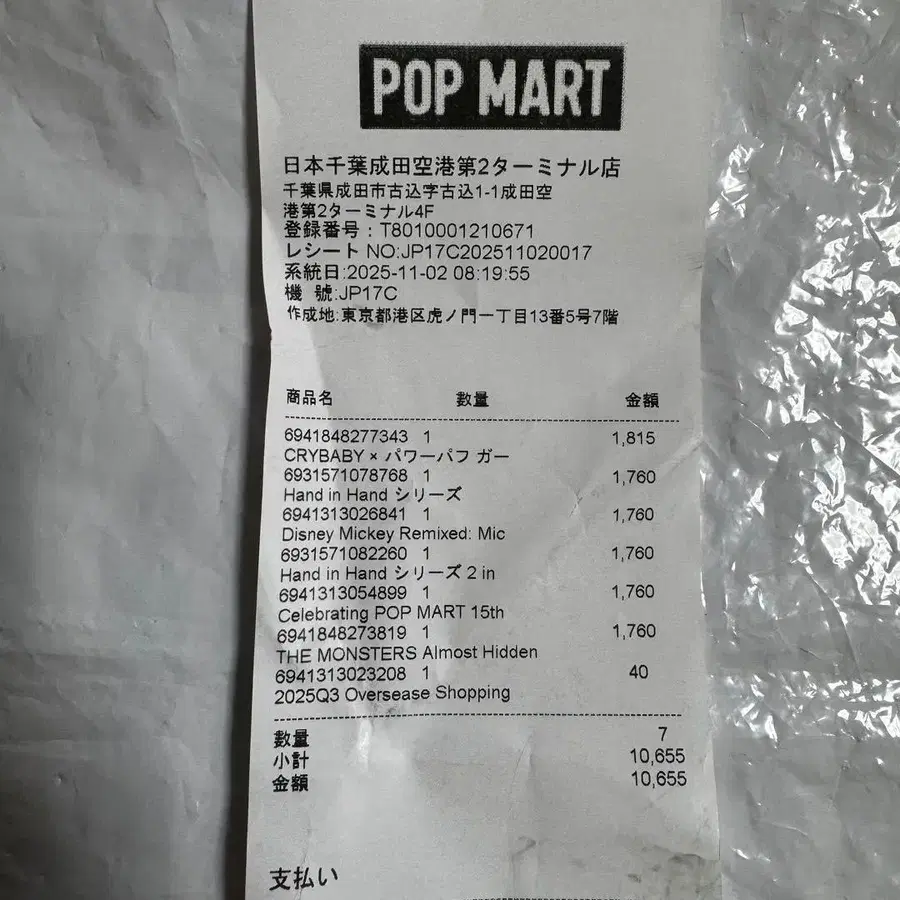 POP MART
日本千葉成田空港第2ターミナル店
千葉県成田市古込字古込1-1成田空
港第2ターミナル4F
登録番号：T8010001210671
レシート NO:JP17C202511020017
系統日:2025-11-02 08:19:55
機 號:JP17C
作成地:東京都港区虎ノ門一丁目13番5号7階
商品名 數量 金額
6941848277343 1 1,815
CRYBABY × パワーパフ ガー
6931571078768 1 1,760
Hand in Hand シリーズ
6941313026841 1 1,760
Disney Mickey Remixed: Mic
6931571082260 1 1,760
Hand in Hand シリーズ 2 in
6941313054899 1 1,760
Celebrating POP MART 15th
6941848273819 1 1,760
THE MONSTERS Almost Hidden
6941313023208 1 40
2025Q3 Oversease Shopping
數量 7
小計 10,655
金額 10,655
支払い